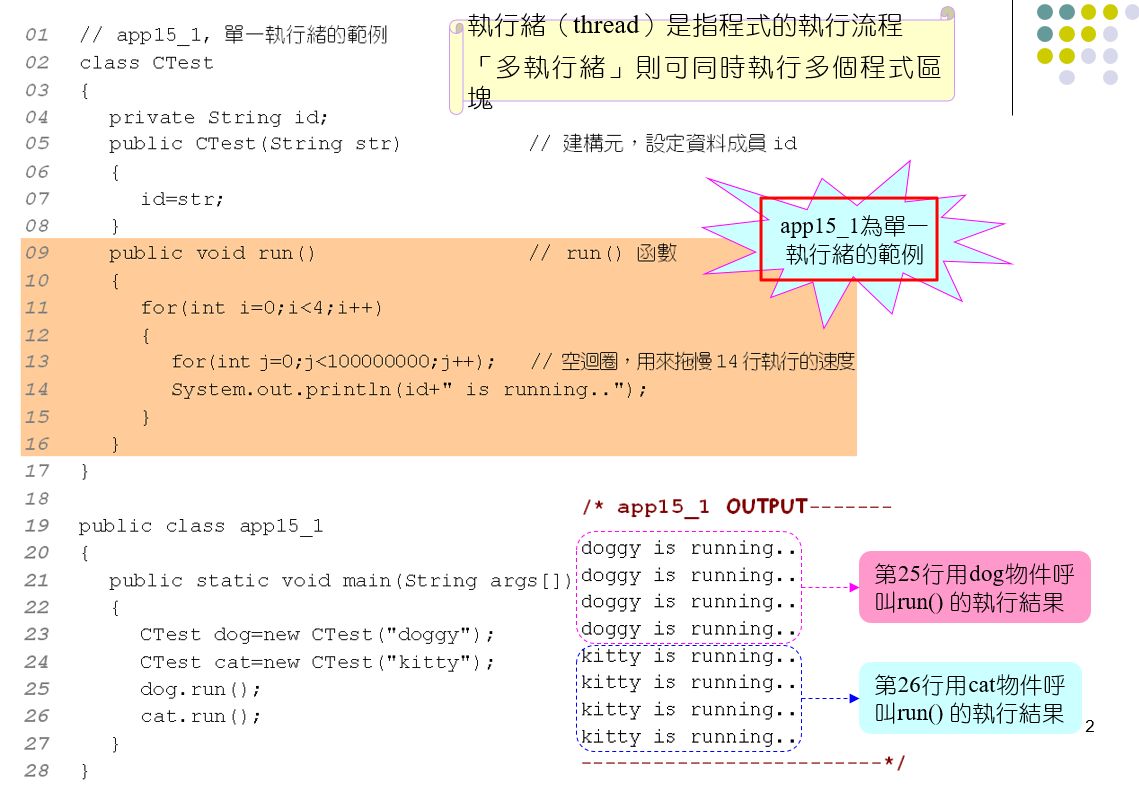 執行緒（thread）是指程式的執行流程
「多執行緒」則可同時執行多個程式區
塊
01 // app15_1, 單一執行緒的範例
02 class CTest
03 {
04 private String id;
05 public CTest(String str) // 建構元，設定資料成員 id
06 {
07 id=str;
08 }
09 public void run() // run() 函數
10 {
11 for(int i=0;i<4;i++)
12 {
13 for(int j=0;j<100000000;j++); // 空迴圈，用來拖慢 14 行執行的速度
14 System.out.println(id+" is running..");
15 }
16 }
17 }
18
19 public class app15_1
20 {
21 public static void main(String args[])
22 {
23 CTest dog=new CTest("doggy");
24 CTest cat=new CTest("kitty");
25 dog.run();
26 cat.run();
27 }
28 }
app15_1為單一
執行緒的範例
/* app15_1 OUTPUT-------
doggy is running..
doggy is running..
doggy is running..
doggy is running..
kitty is running..
kitty is running..
kitty is running..
kitty is running..
-------------------------*/
第25行用dog物件呼
叫run() 的執行結果
第26行用cat物件呼
叫run() 的執行結果
2